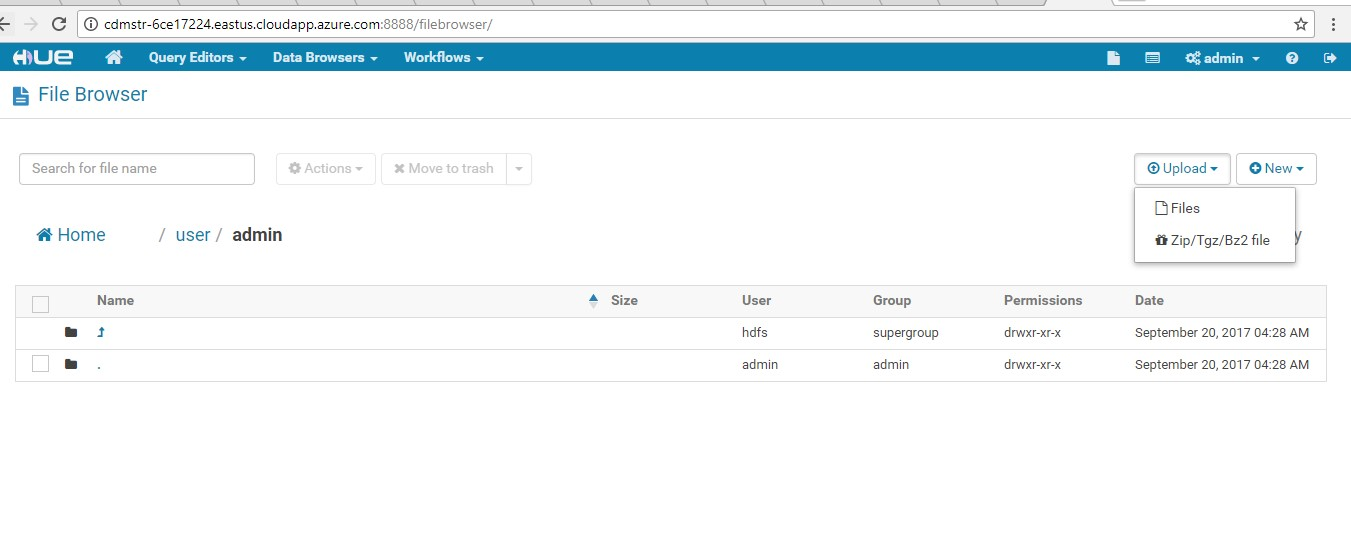 cdmstr-6ce17224.eastus.cloudapp.azure.com:8888/filebrowser/
HUE Query Editors Data Browsers Workflows admin
File Browser
Search for file name Actions Move to trash Upload New
Files
Zip/Tgz/Bz2 file
Home / user / admin
Name Size User Group Permissions Date
hdfs supergroup drwxr-xr-x September 20, 2017 04:28 AM
. admin admin drwxr-xr-x September 20, 2017 04:28 AM